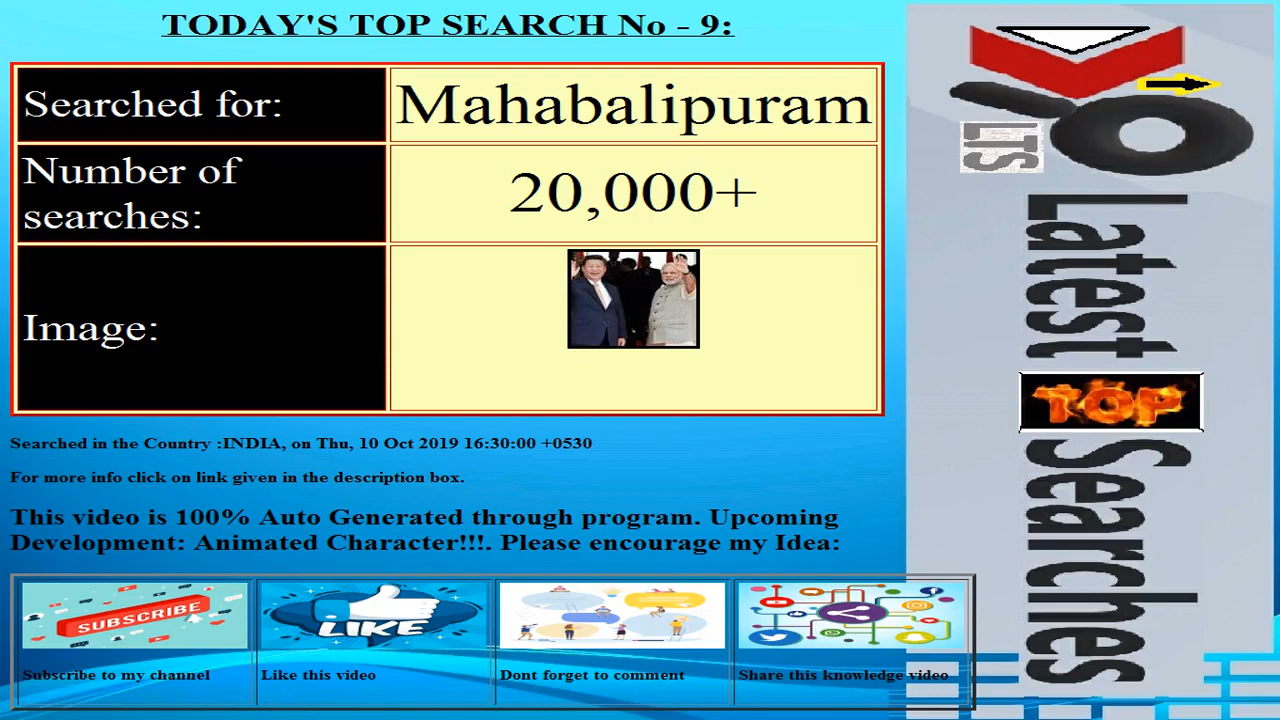 TODAY'S TOP SEARCH No - 9:
Searched for:
Mahabalipuram
Number of
searches:
20,000+
Image:
Searched in the Country :INDIA, on Thu, 10 Oct 2019 16:30:00 +0530
For more info click on link given in the description box.
This video is 100% Auto Generated through program. Upcoming
Development: Animated Character!!!. Please encourage my Idea:
SUBSCRIBE
LIKE
Subscribe to my channel
Like this video
Dont forget to comment
Share this knowledge video
LTS
Latest
TOP
Searches